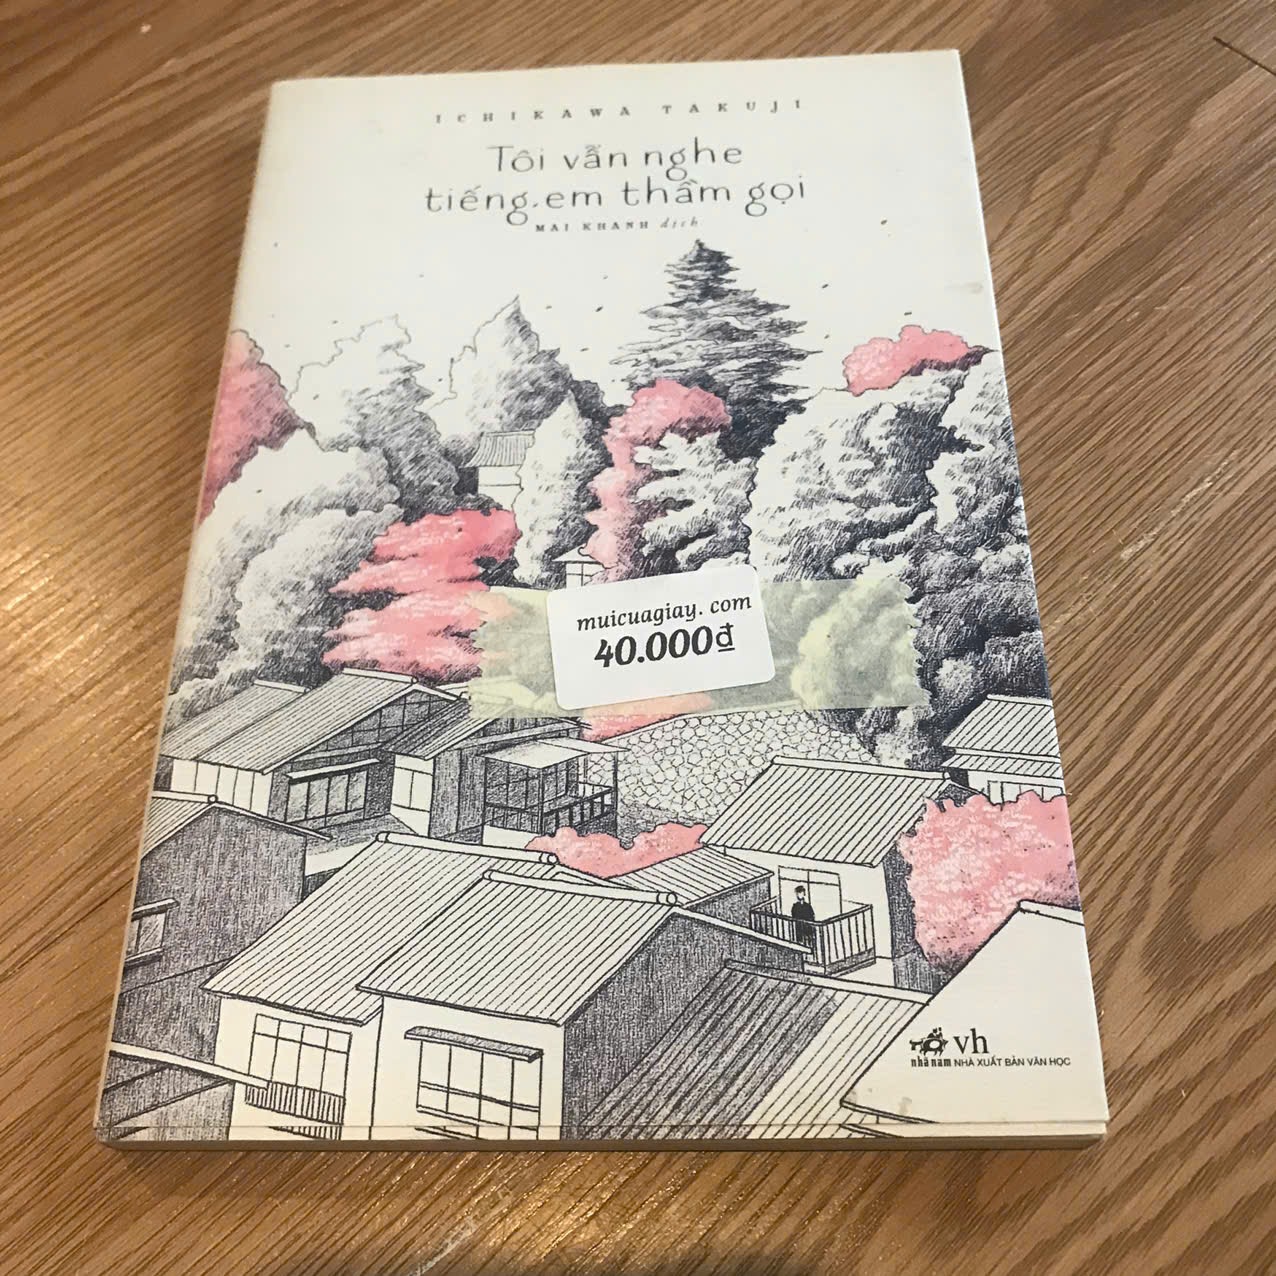 ICHIKAWA TAKUJI
Tôi vẫn nghe
tiếng em thầm gọi
MAI KHANH dịch
muicuagiay. com
40.000đ
vh
nhã nam NHÀ XUẤT BẢN VĂN HỌC